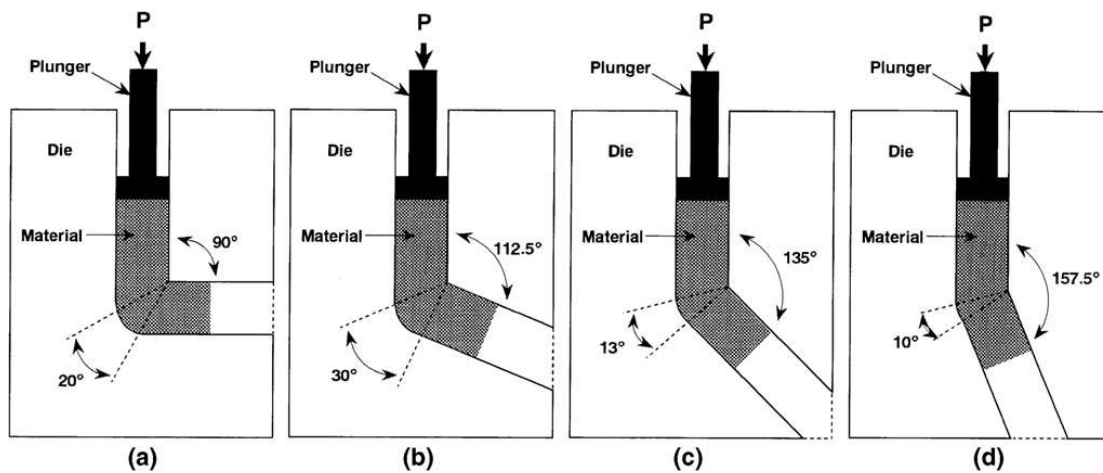 P
Plunger
Die
Material
90°
20°
(a)
P
Plunger
Die
Material
112.5°
30°
(b)
P
Plunger
Die
Material
135°
13°
(c)
P
Plunger
Die
Material
157.5°
10°
(d)